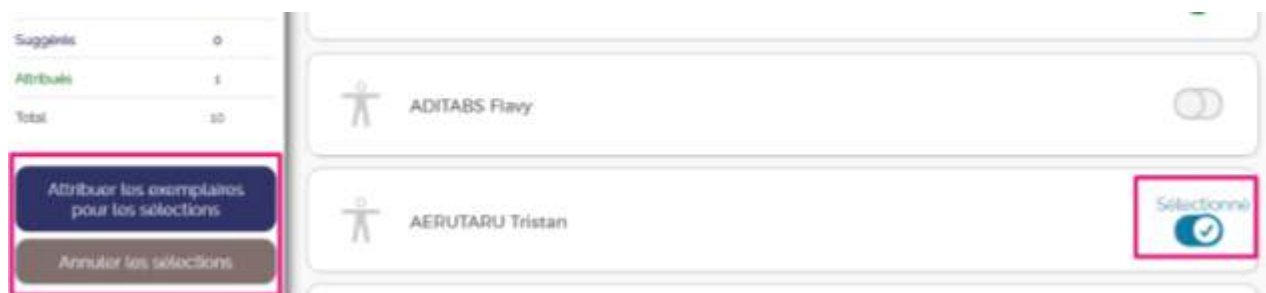 Suggérés 0
Attribués 1
Total 10
Attribuer les exemplaires
pour les sélections
Annuler les sélections
ADITABS Flavy
AERUTARU Tristan
Sélectionné